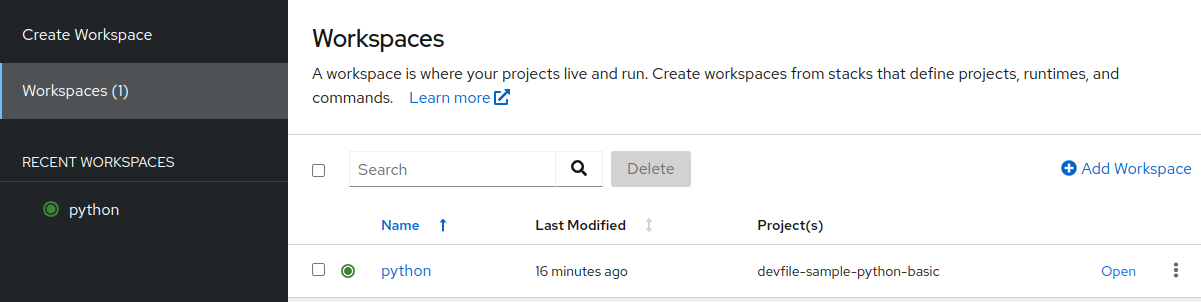 Create Workspace
Workspaces (1)
RECENT WORKSPACES
python
Workspaces
A workspace is where your projects live and run. Create workspaces from stacks that define projects, runtimes, and
commands. Learn more
Search
Delete
Add Workspace
Name
Last Modified
Project(s)
python
16 minutes ago
devfile-sample-python-basic
Open